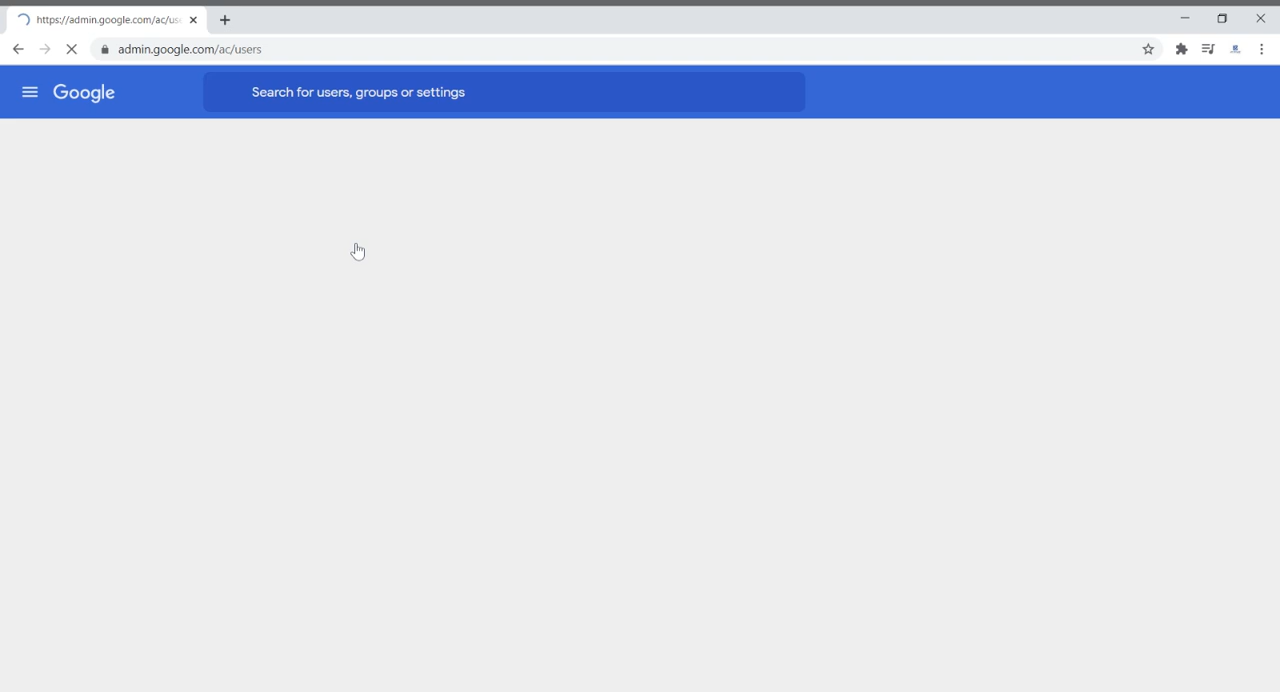 https://admin.google.com/ac/us
admin.google.com/ac/users
Google
Search for users, groups or settings